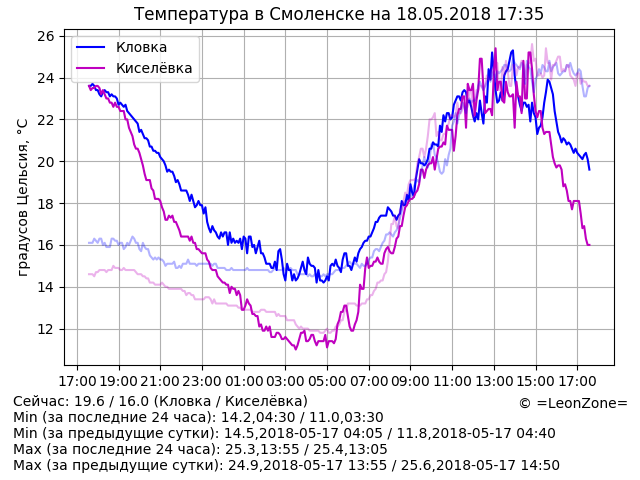 Температура в Смоленске на 18.05.2018 17:35
Кловка
Киселёвка
градусов Цельсия, °C
26
24
22
20
18
16
14
12
17:00 19:00 21:00 23:00 01:00 03:00 05:00 07:00 09:00 11:00 13:00 15:00 17:00
Сейчас: 19.6 / 16.0 (Кловка / Киселёвка)
© =LeonZone=
Min (за последние 24 часа): 14.2,04:30 / 11.0,03:30
Min (за предыдущие сутки): 14.5,2018-05-17 04:05 / 11.8,2018-05-17 04:40
Max (за последние 24 часа): 25.3,13:55 / 25.4,13:05
Max (за предыдущие сутки): 24.9,2018-05-17 13:55 / 25.6,2018-05-17 14:50